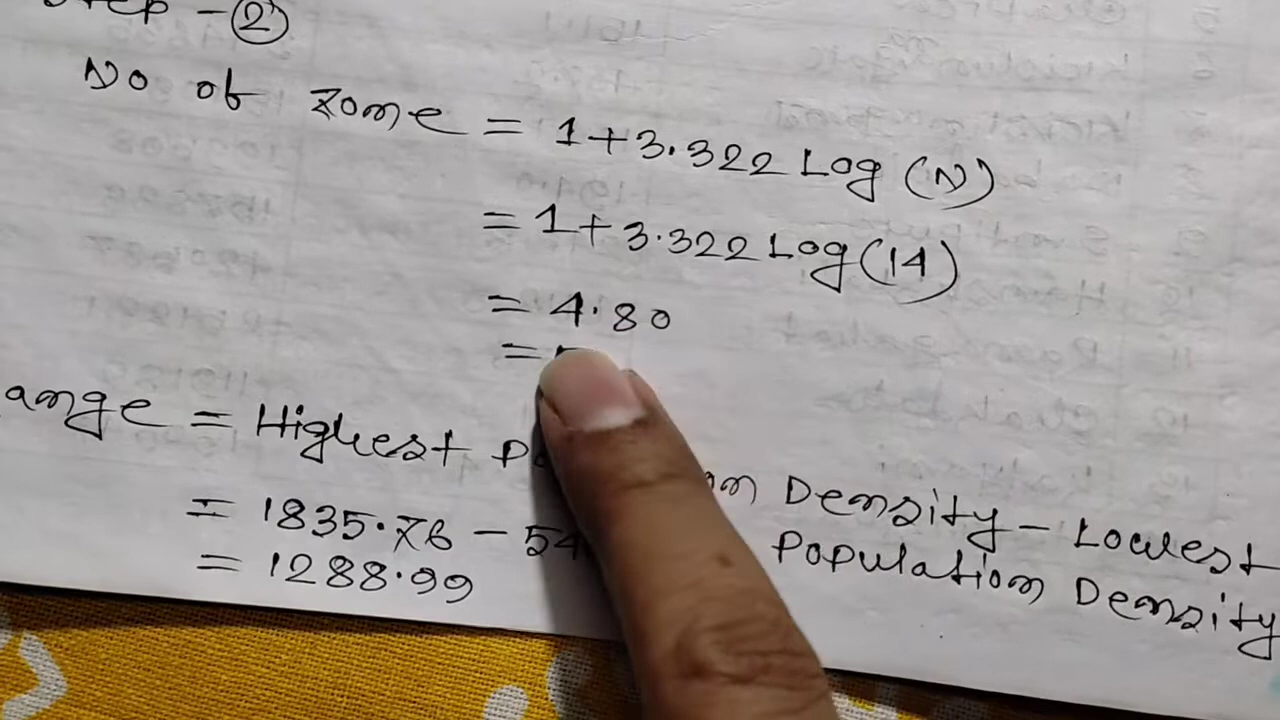 Step - ②
No of zone = 1+3.322 Log (N)
= 1+3.322 Log (14)
= 4.80
=
ange = Highest on Density - Lowest
Population Density
= 1835.76 - 54
= 1288.99